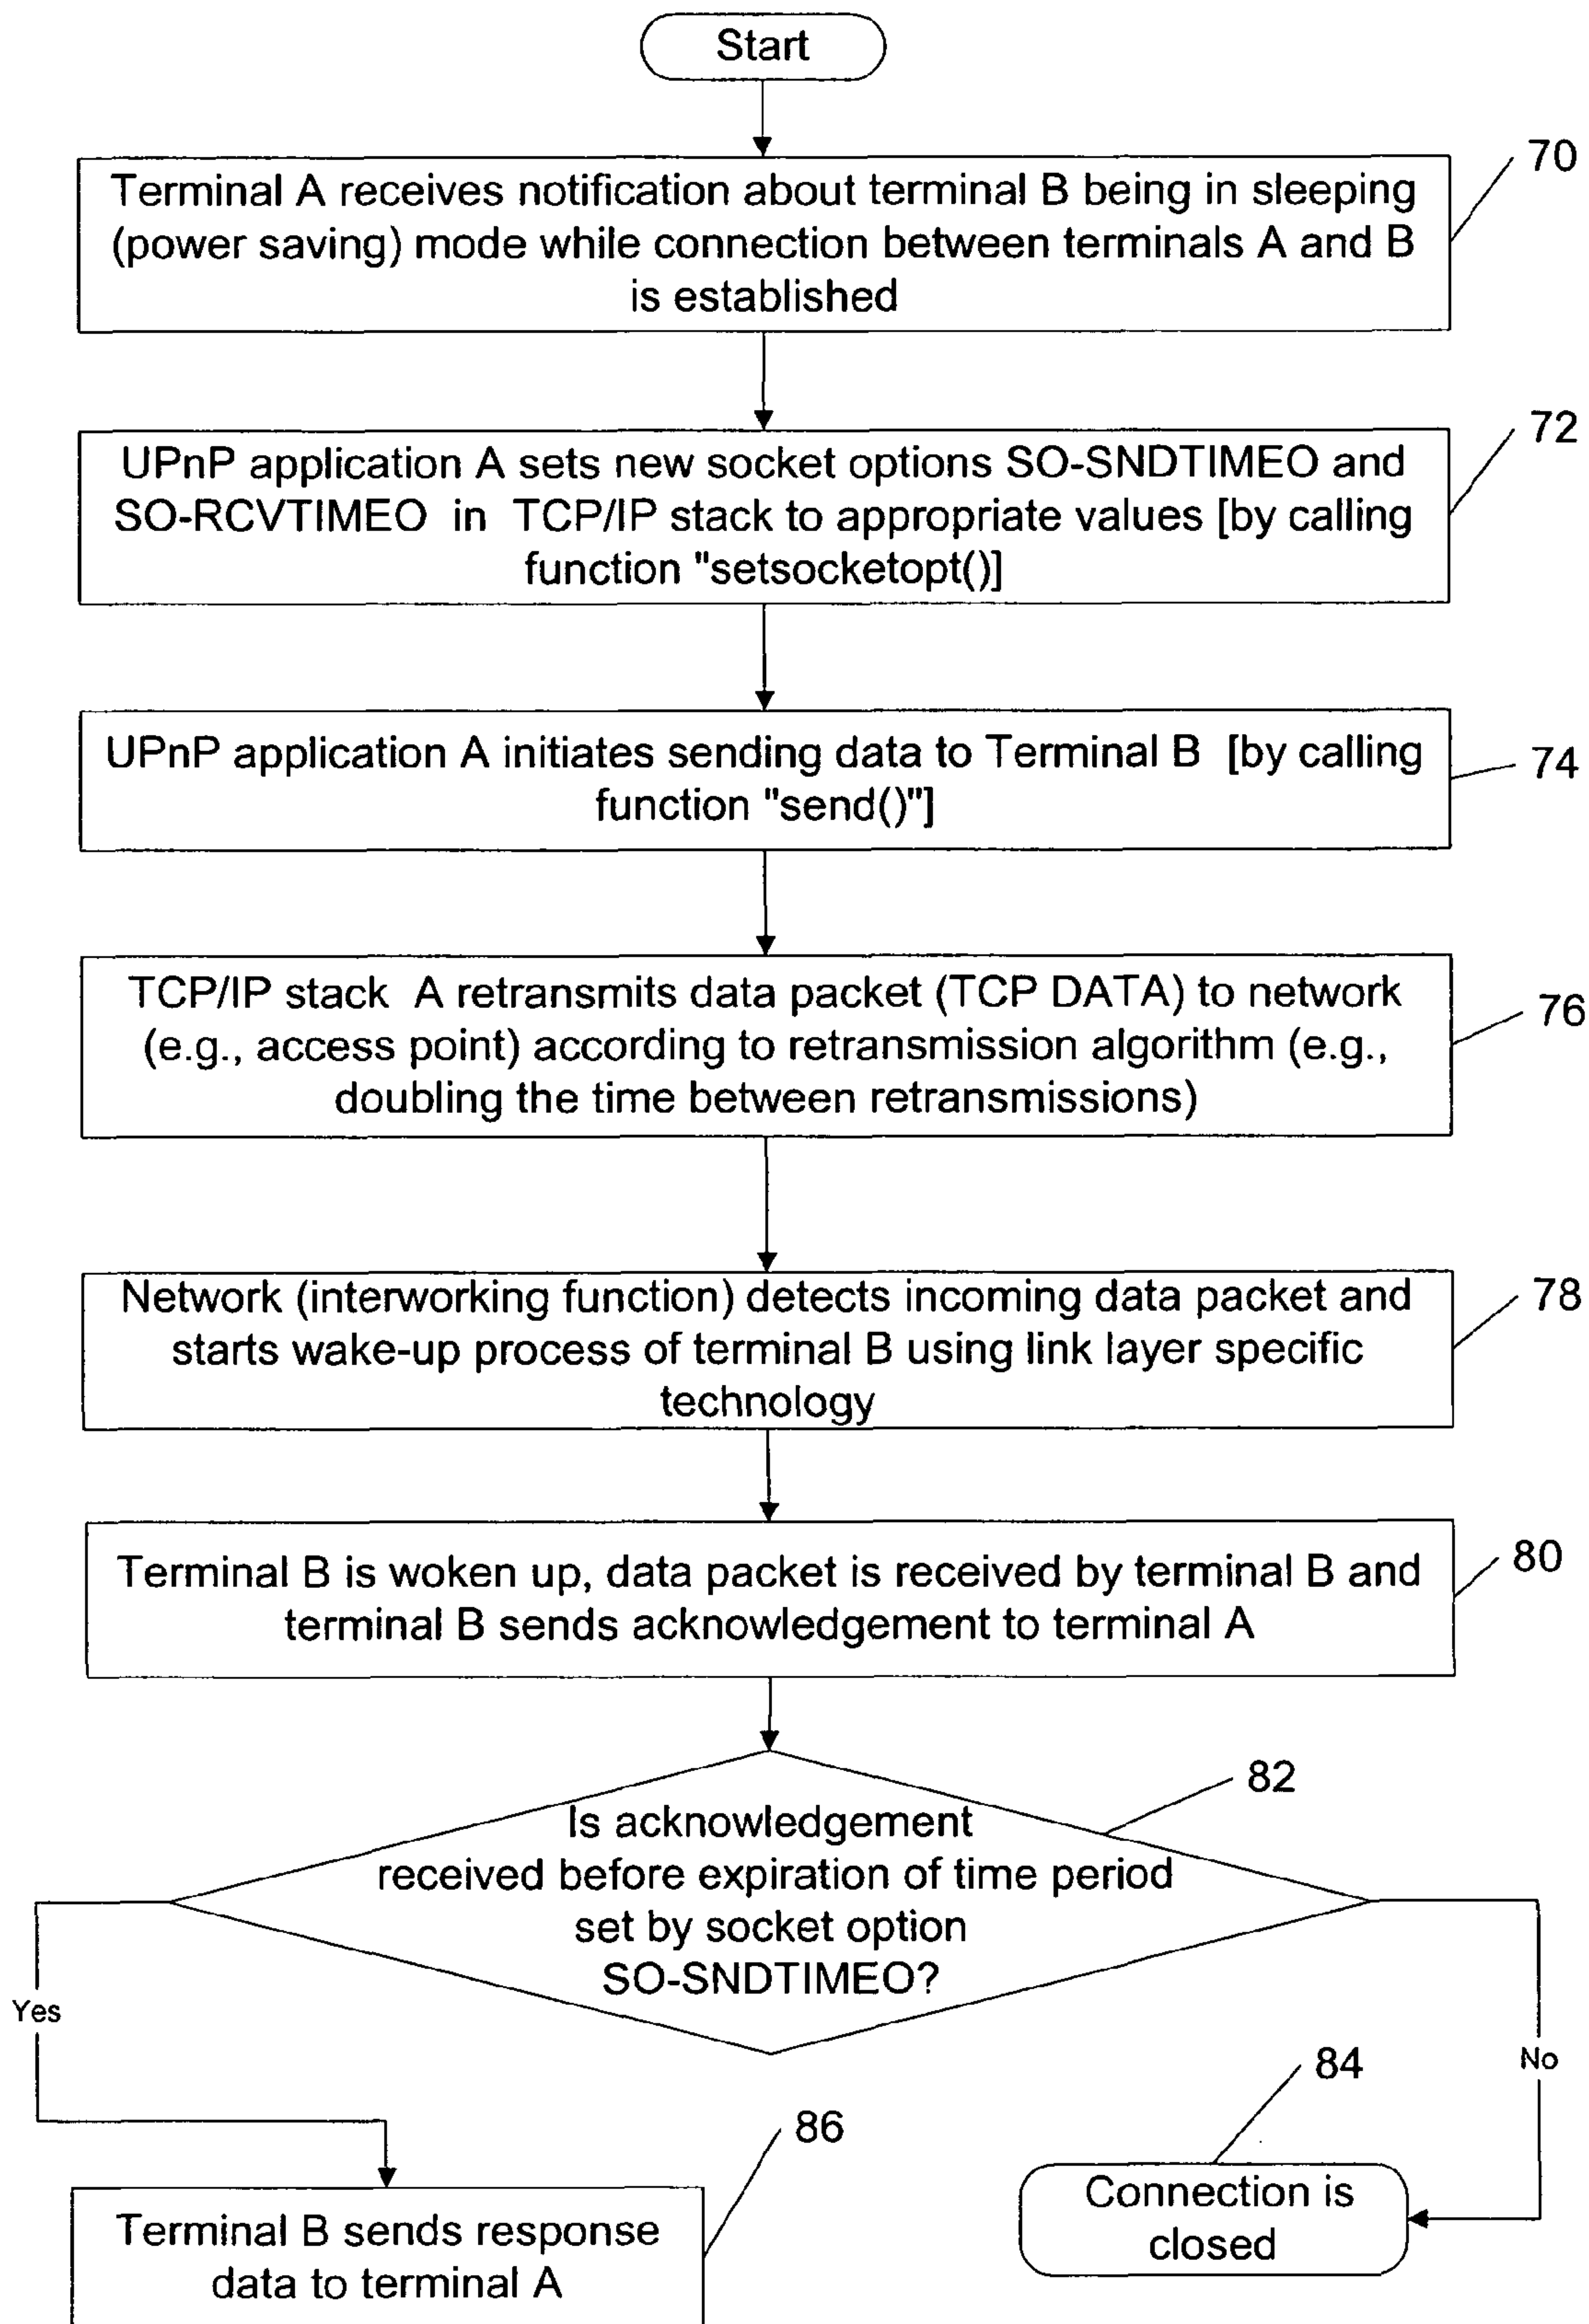 Start
70
Terminal A receives notification about terminal B being in sleeping
(power saving) mode while connection between terminals A and B
is established
72
UPnP application A sets new socket options SO-SNDTIMEO and
SO-RCVTIMEO in TCP/IP stack to appropriate values [by calling
function "setsocketopt()]
UPnP application A initiates sending data to Terminal B [by calling
function "send()"]
74
TCP/IP stack A retransmits data packet (TCP DATA) to network
(e.g., access point) according to retransmission algorithm (e.g.,
doubling the time between retransmissions)
76
Network (interworking function) detects incoming data packet and
starts wake-up process of terminal B using link layer specific
technology
78
Terminal B is woken up, data packet is received by terminal B and
terminal B sends acknowledgement to terminal A
80
82
Is acknowledgement
received before expiration of time period
set by socket option
SO-SNDTIMEO?
Yes
No
84
86
Connection is
closed
Terminal B sends response
data to terminal A